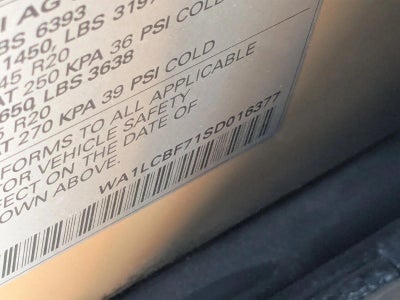 I AG
BS 6393
1450, LBS 3197
45 R20
AT 250 KPA 36 PSI COLD
650, LBS 3638
5 R20
AT 270 KPA 39 PSI COLD
FORMS TO ALL APPLICABLE
FOR VEHICLE SAFETY
FECT ON THE DATE OF
OWN ABOVE.
WA1LCBF71SD016377